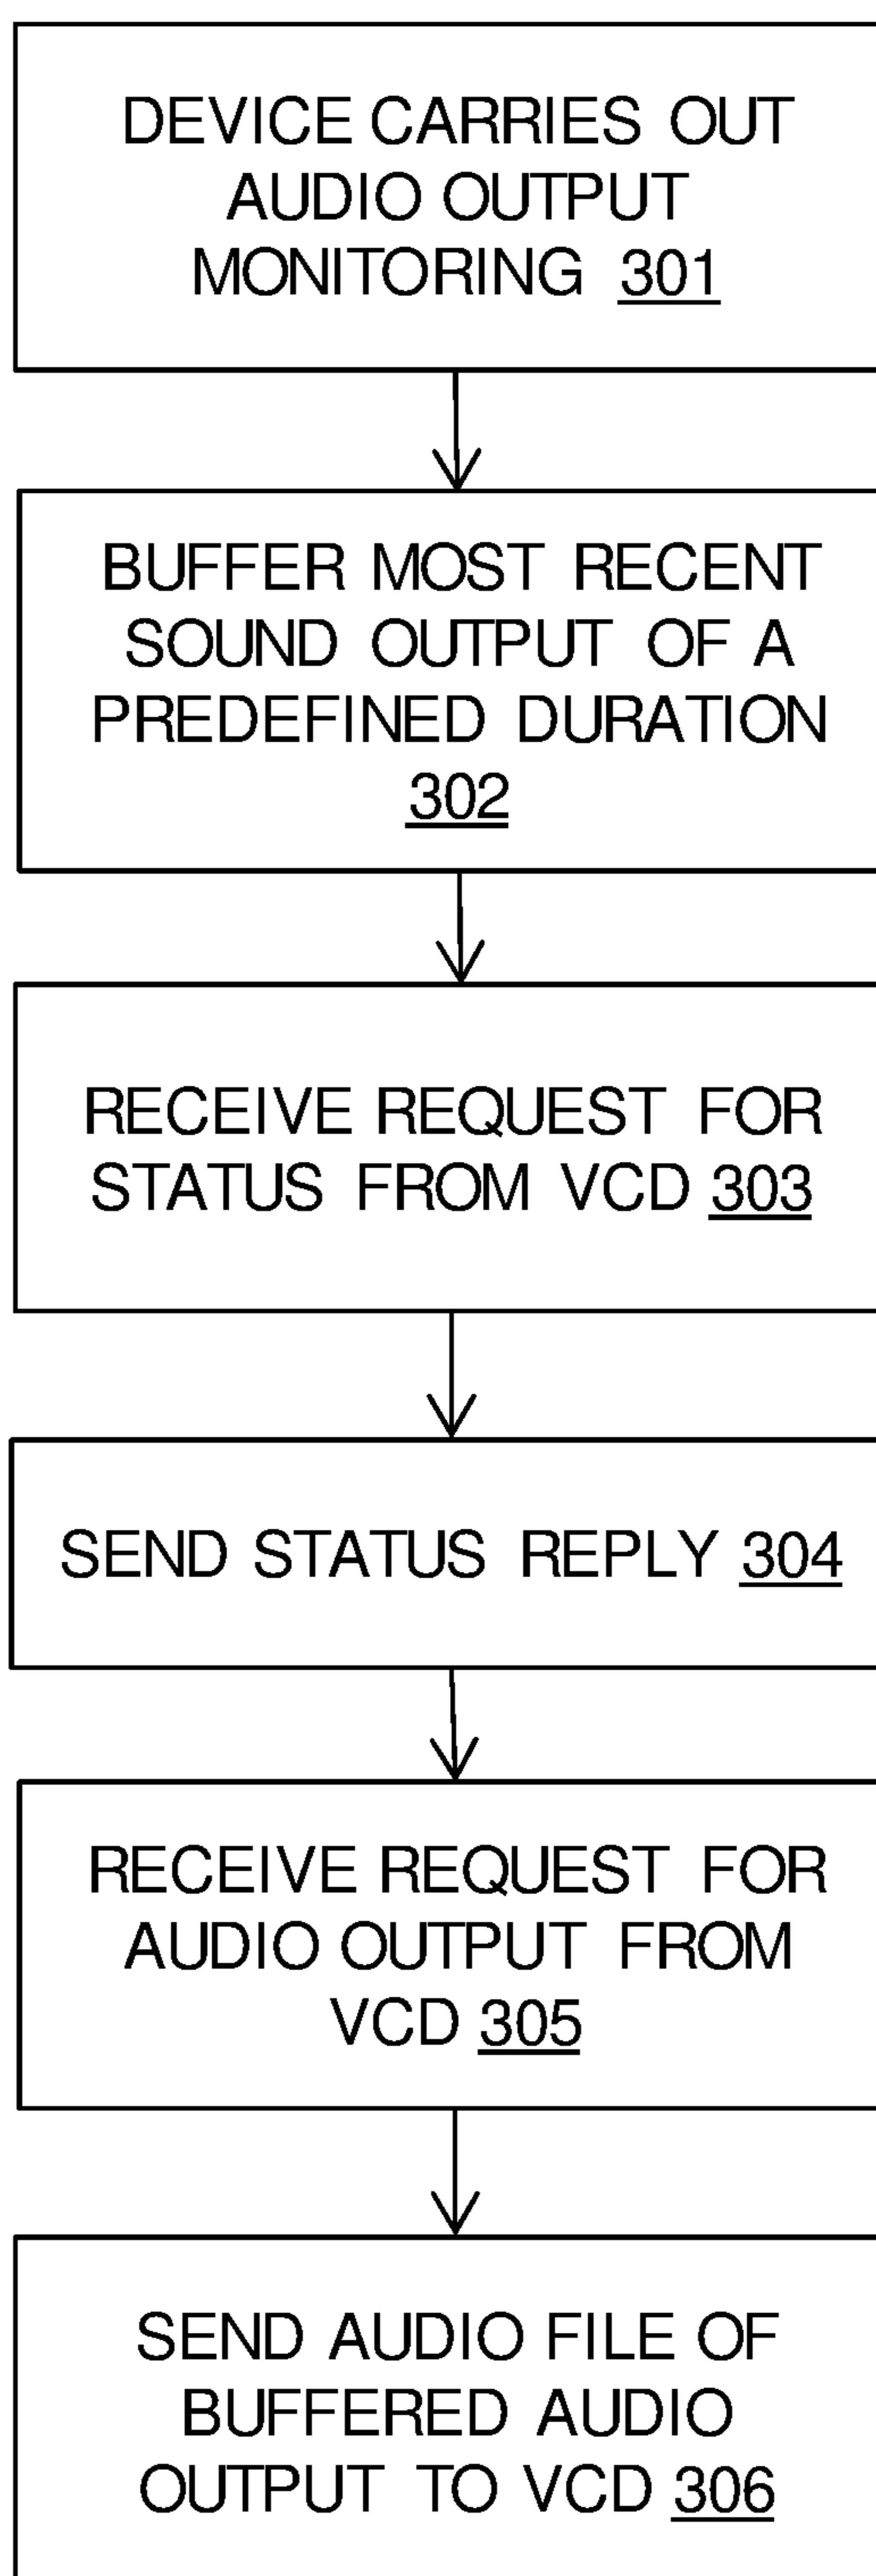 DEVICE CARRIES OUT
AUDIO OUTPUT
MONITORING 301
BUFFER MOST RECENT
SOUND OUTPUT OF A
PREDEFINED DURATION
302
RECEIVE REQUEST FOR
STATUS FROM VCD 303
SEND STATUS REPLY 304
RECEIVE REQUEST FOR
AUDIO OUTPUT FROM
VCD 305
SEND AUDIO FILE OF
BUFFERED AUDIO
OUTPUT TO VCD 306